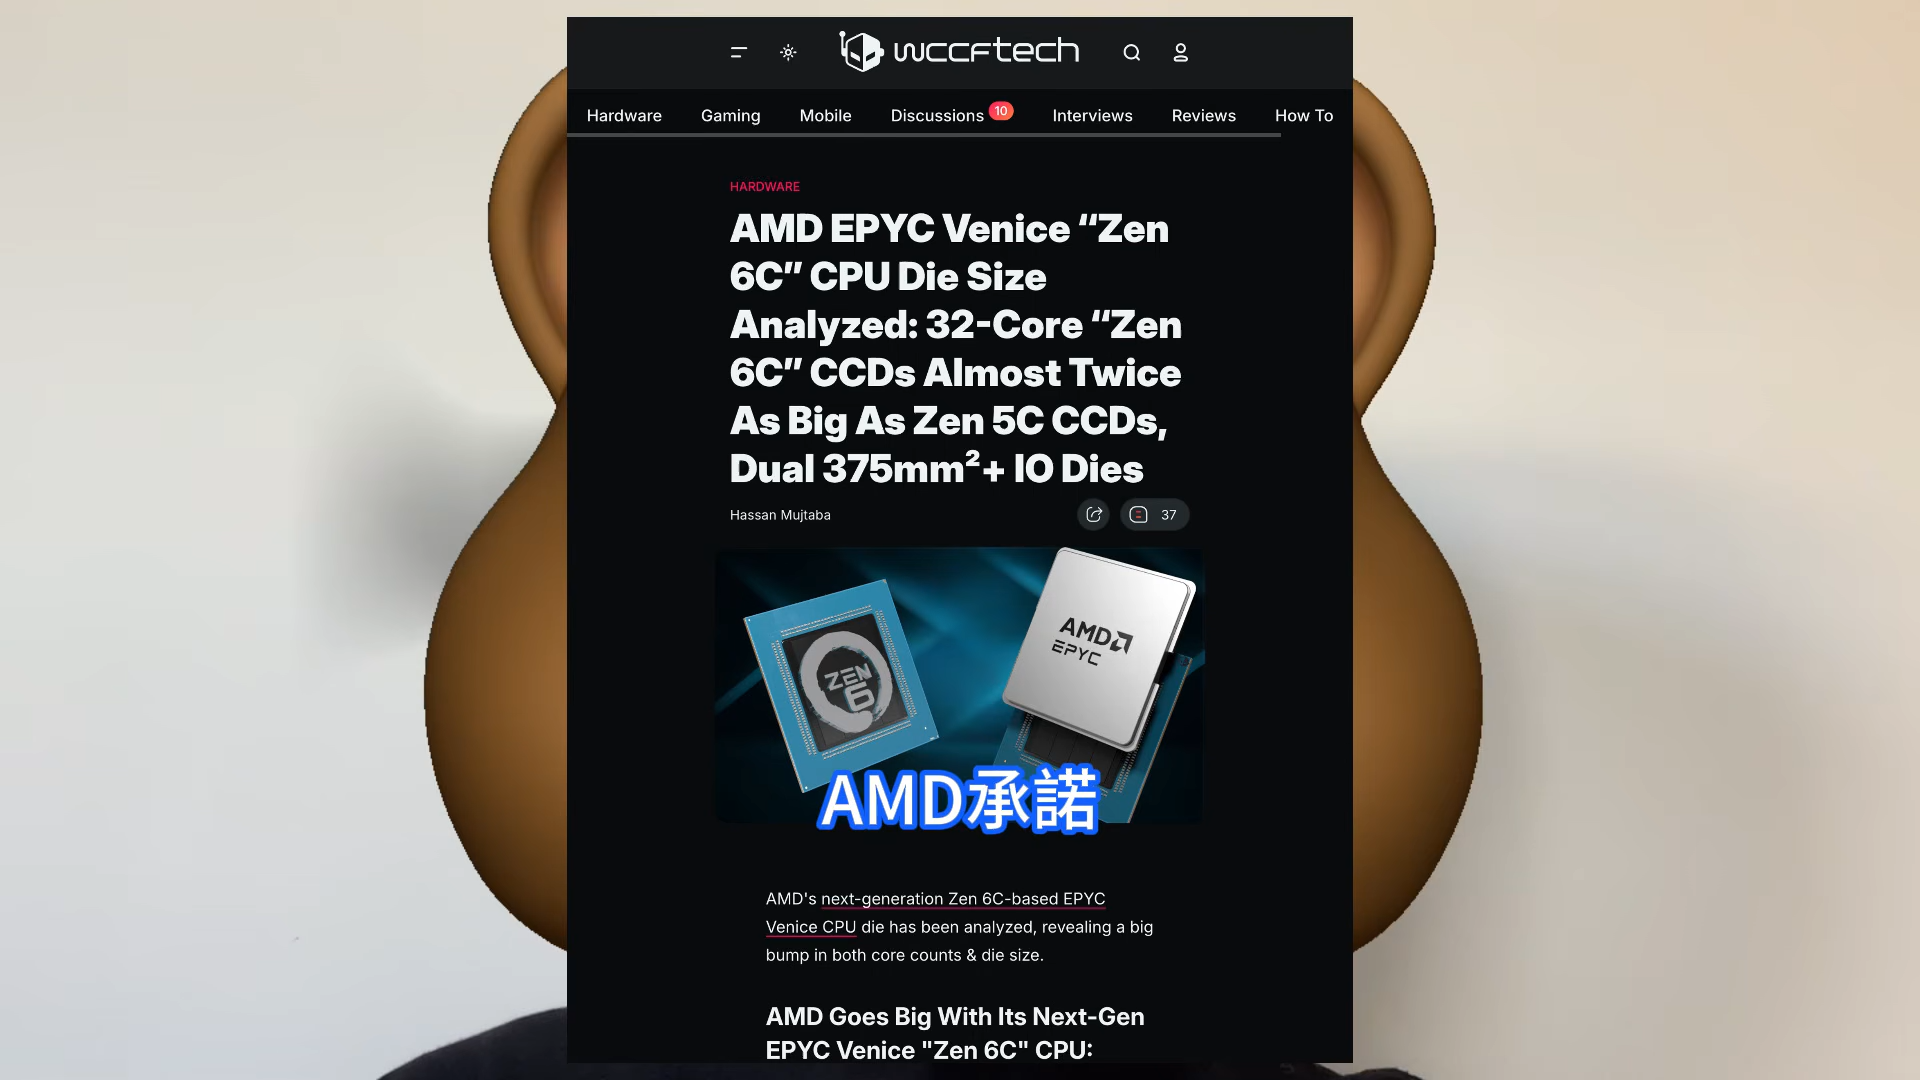 wccftech
Hardware Gaming Mobile Discussions 10 Interviews Reviews How To
HARDWARE
AMD EPYC Venice “Zen
6C” CPU Die Size
Analyzed: 32-Core “Zen
6C” CCDs Almost Twice
As Big As Zen 5C CCDs,
Dual 375mm²+ IO Dies
Hassan Mujtaba
37
ZEN
6
AMD
EPYC
AMD承諾
AMD's next-generation Zen 6C-based EPYC
Venice CPU die has been analyzed, revealing a big
bump in both core counts & die size.
AMD Goes Big With Its Next-Gen
EPYC Venice "Zen 6C" CPU: